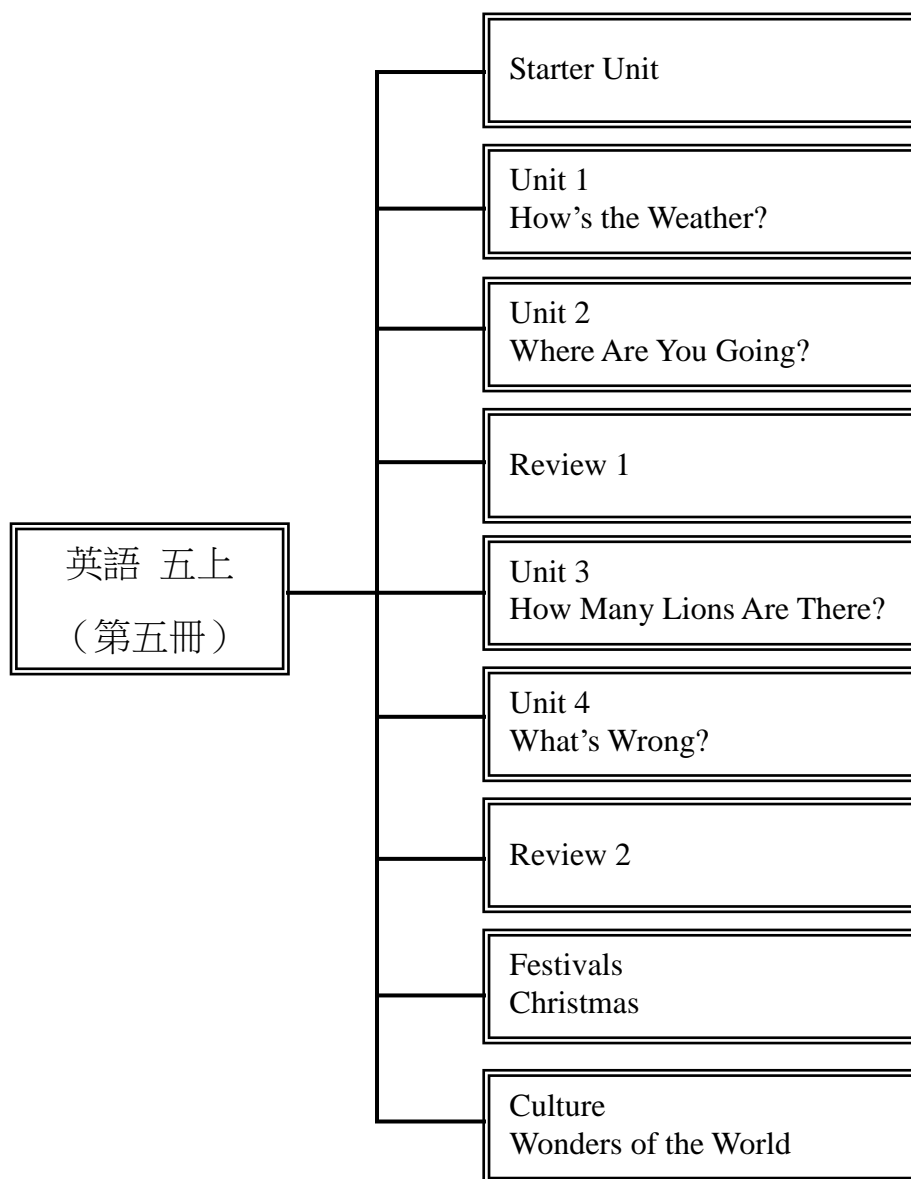 Starter Unit
Unit 1
How's the Weather?
Unit 2
Where Are You Going?
Review 1
英語 五上
（第五冊）
Unit 3
How Many Lions Are There?
Unit 4
What's Wrong?
Review 2
Festivals
Christmas
Culture
Wonders of the World